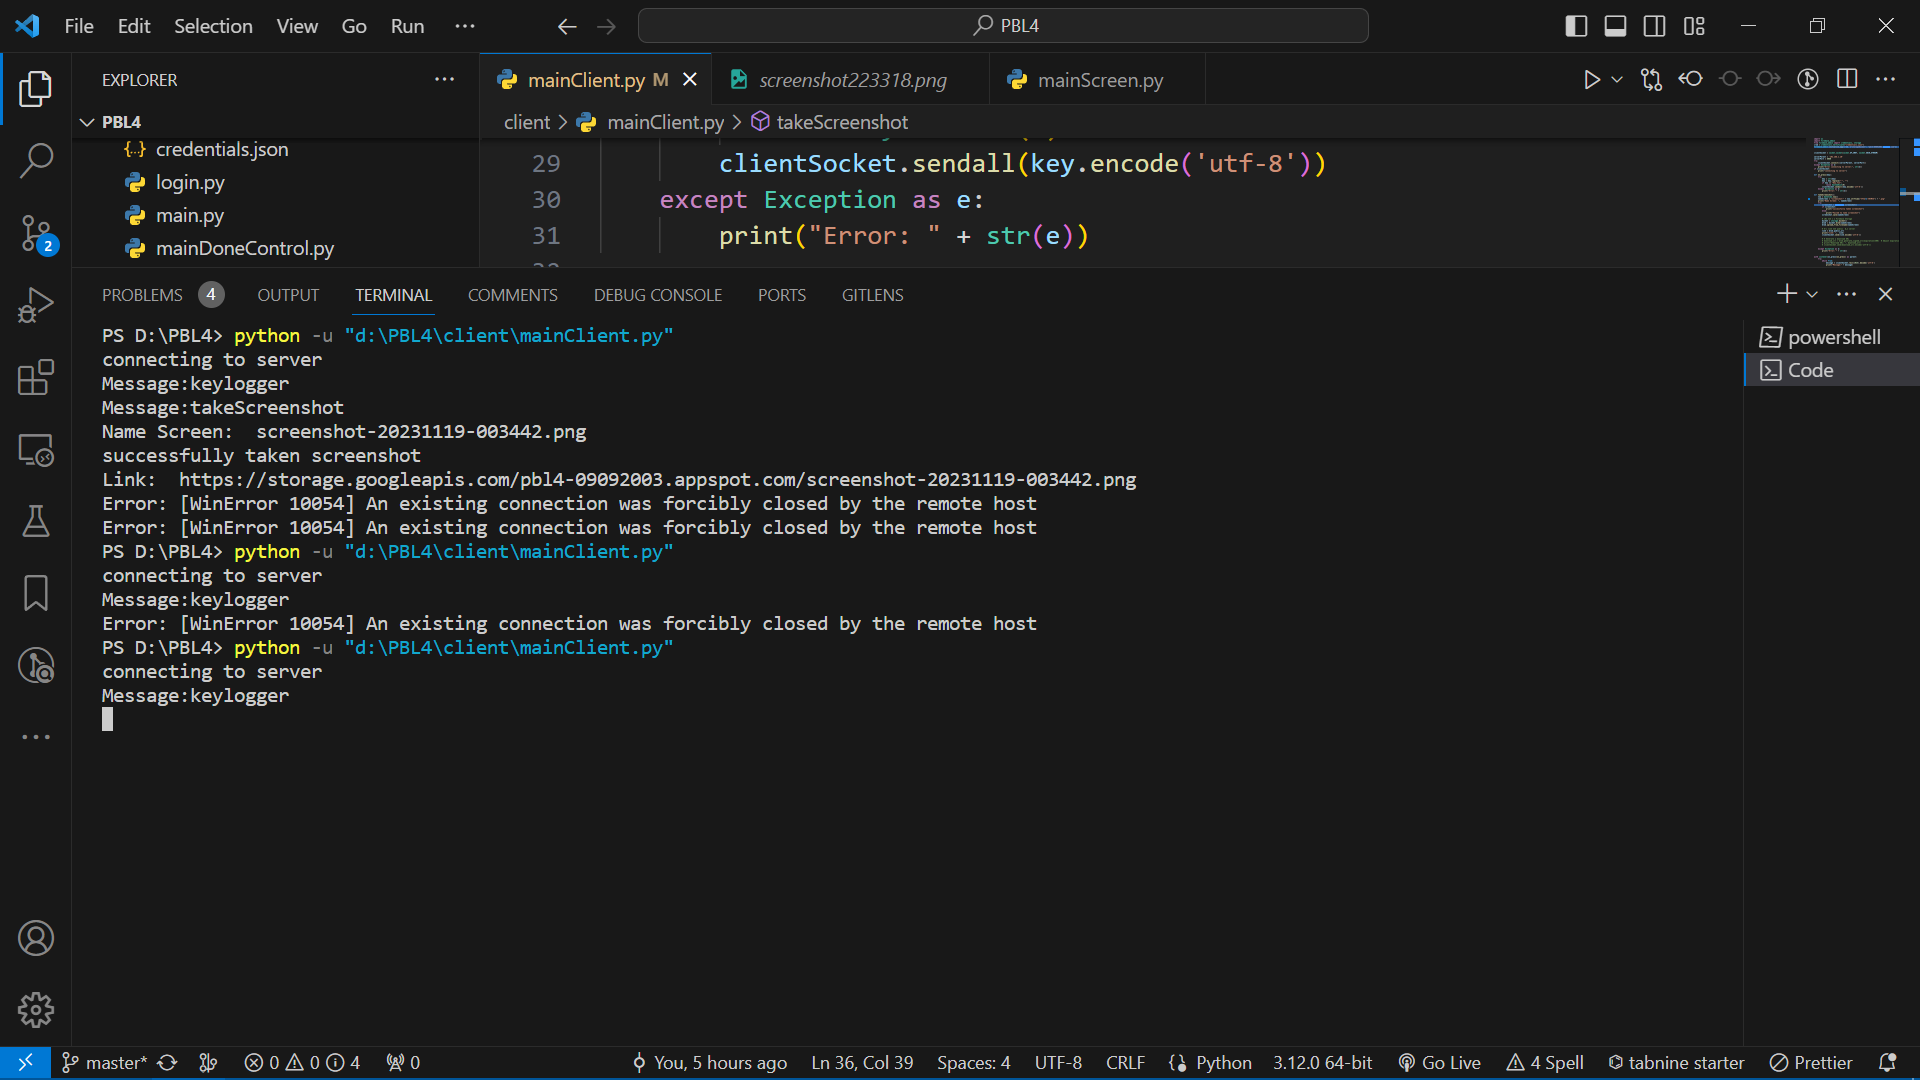 File Edit Selection View Go Run ···
PBL4
EXPLORER ···
PBL4
credentials.json
login.py
main.py
mainDoneControl.py
2
mainClient.py M
screenshot223318.png
mainScreen.py
client > mainClient.py > takeScreenshot
29 clientSocket.sendall(key.encode('utf-8'))
30 except Exception as e:
31 print("Error: " + str(e))
PROBLEMS 4 OUTPUT TERMINAL COMMENTS DEBUG CONSOLE PORTS GITLENS
PS D:\PBL4> python -u "d:\PBL4\client\mainClient.py"
connecting to server
Message:keylogger
Message:takeScreenshot
Name Screen:  screenshot-20231119-003442.png
successfully taken screenshot
Link:  https://storage.googleapis.com/pbl4-09092003.appspot.com/screenshot-20231119-003442.png
Error: [WinError 10054] An existing connection was forcibly closed by the remote host
Error: [WinError 10054] An existing connection was forcibly closed by the remote host
PS D:\PBL4> python -u "d:\PBL4\client\mainClient.py"
connecting to server
Message:keylogger
Error: [WinError 10054] An existing connection was forcibly closed by the remote host
PS D:\PBL4> python -u "d:\PBL4\client\mainClient.py"
connecting to server
Message:keylogger
powershell
Code
master* 0 0 4 0 You, 5 hours ago Ln 36, Col 39 Spaces: 4 UTF-8 CRLF Python 3.12.0 64-bit Go Live 4 Spell tabnine starter Prettier